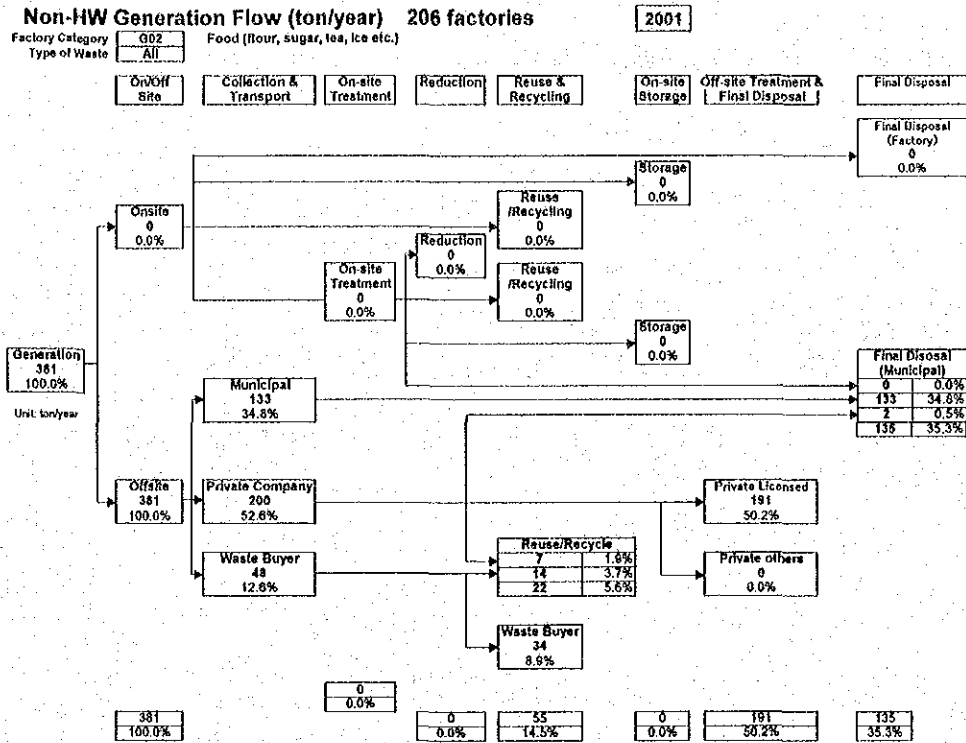 Non-HW Generation Flow (ton/year) 206 factories 2001
Factory Category G02 Food (flour, sugar, tea, ice etc.)
Type of Waste All
On/Off Site
Collection & Transport
On-site Treatment
Reduction
Reuse & Recycling
On-site Storage
Off-site Treatment & Final Disposal
Final Disposal
Final Disposal
(Factory)
0
0.0%
Storage
0
0.0%
Onsite
0
0.0%
Reuse
/Recycling
0
0.0%
Reduction
0
0.0%
On-site
Treatment
0
0.0%
Reuse
/Recycling
0
0.0%
Storage
0
0.0%
Generation
381
100.0%
Unit: ton/year
Municipal
133
34.8%
Final Disosal
(Municipal)
0 0.0%
133 34.8%
2 0.5%
135 35.3%
Offsite
381
100.0%
Private Company
200
52.6%
Private Licensed
191
50.2%
Waste Buyer
48
12.6%
Reuse/Recycle
7 1.9%
14 3.7%
22 5.6%
Private others
0
0.0%
Waste Buyer
34
8.9%
0
0.0%
381
100.0%
0
0.0%
55
14.5%
0
0.0%
191
50.2%
135
35.3%